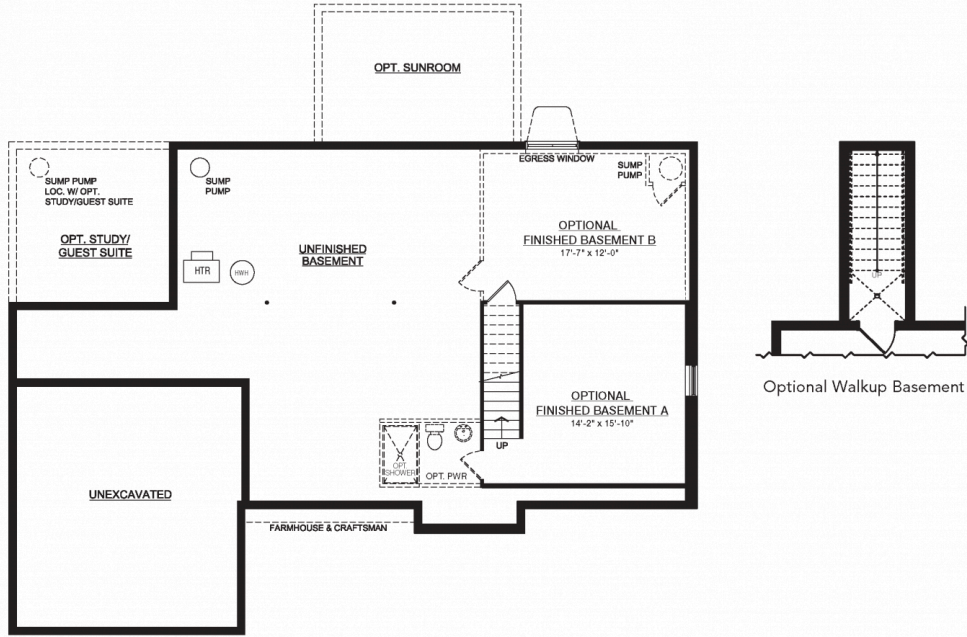 OPT. SUNROOM
EGRESS WINDOW
SUMP PUMP
LOC. W/ OPT.
STUDY/GUEST SUITE
OPT. STUDY/
GUEST SUITE
SUMP
PUMP
UNFINISHED
BASEMENT
HTR
HWH
SUMP
PUMP
OPTIONAL
FINISHED BASEMENT B
17'-7" x 12'-0"
OPTIONAL
FINISHED BASEMENT A
14'-2" x 15'-10"
UP
OPT
SHOWER
OPT. PWR
UNEXCAVATED
FARMHOUSE & CRAFTSMAN
UP
Optional Walkup Basement